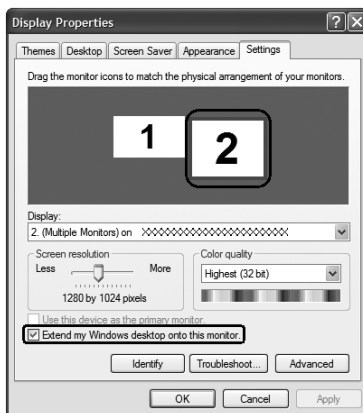 Display Properties
Themes Desktop Screen Saver Appearance Settings
Drag the monitor icons to match the physical arrangement of your monitors.
1 2
Display:
2. (Multiple Monitors) on XXXXXXXXXXXXXXXXXXXXXXX
Screen resolution
Less More
1280 by 1024 pixels
Color quality
Highest (32 bit)
Use this device as the primary monitor.
Extend my Windows desktop onto this monitor.
Identify Troubleshoot... Advanced
OK Cancel Apply